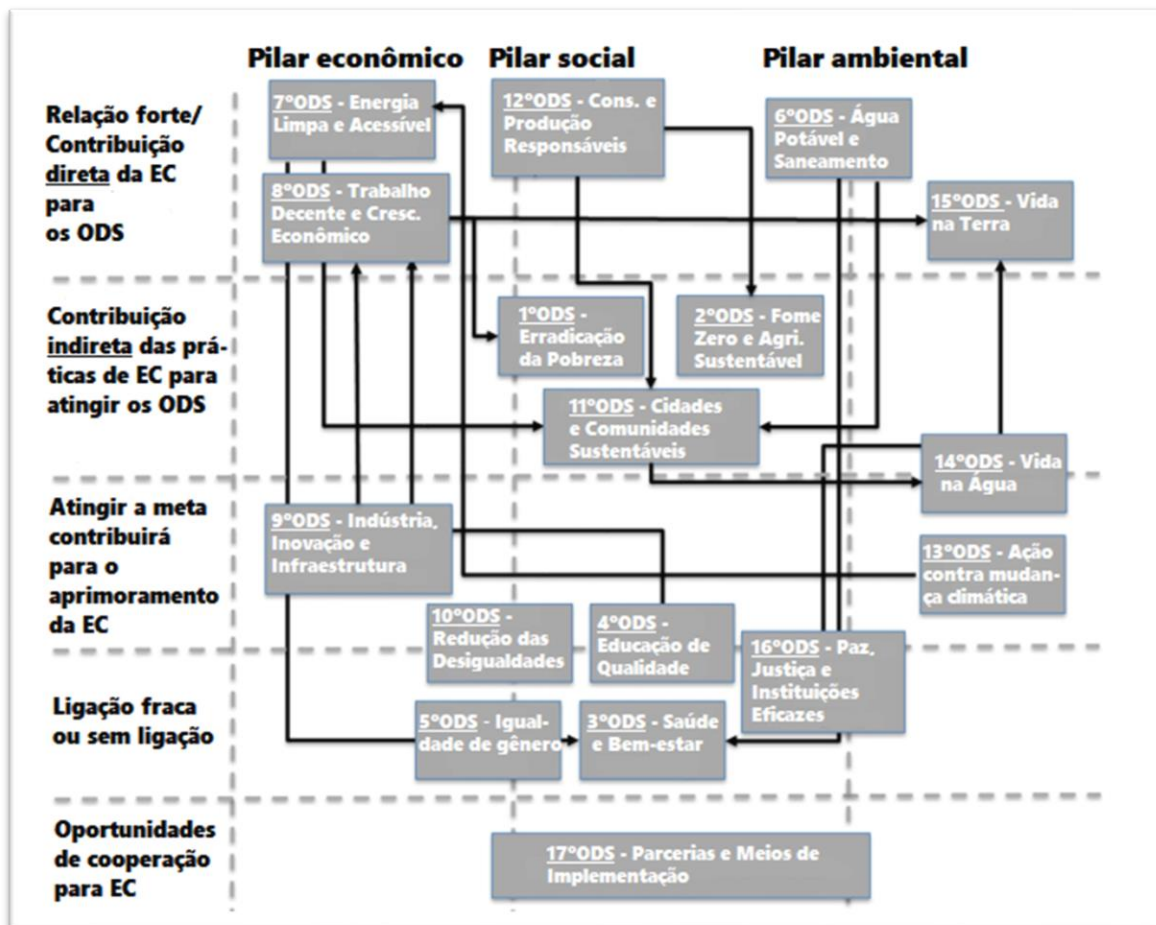 Pilar econômico Pilar social Pilar ambiental
Relação forte/
Contribuição
direta da EC
para
os ODS
7ºODS - Energia
Limpa e Acessível
12ºODS - Cons. e
Produção
Responsáveis
6ºODS - Água
Potável e
Saneamento
8ºODS - Trabalho
Decente e Cresc.
Econômico
15ºODS - Vida
na Terra
Contribuição
indireta das prá-
ticas de EC para
atingir os ODS
1ºODS -
Erradicação
da Pobreza
2ºODS - Fome
Zero e Agri.
Sustentável
11ºODS - Cidades
e Comunidades
Sustentáveis
14ºODS - Vida
na Água
Atingir a meta
contribuirá
para o
aprimoramento
da EC
9ºODS - Indústria,
Inovação e
Infraestrutura
13ºODS - Ação
contra mudan-
ça climática
10ºODS -
Redução das
Desigualdades
4ºODS -
Educação de
Qualidade
16ºODS - Paz,
Justiça e
Instituições
Eficazes
Ligação fraca
ou sem ligação
5ºODS - Igual-
dade de gênero
3ºODS - Saúde
e Bem-estar
Oportunidades
de cooperação
para EC
17ºODS - Parcerias e Meios de
Implementação